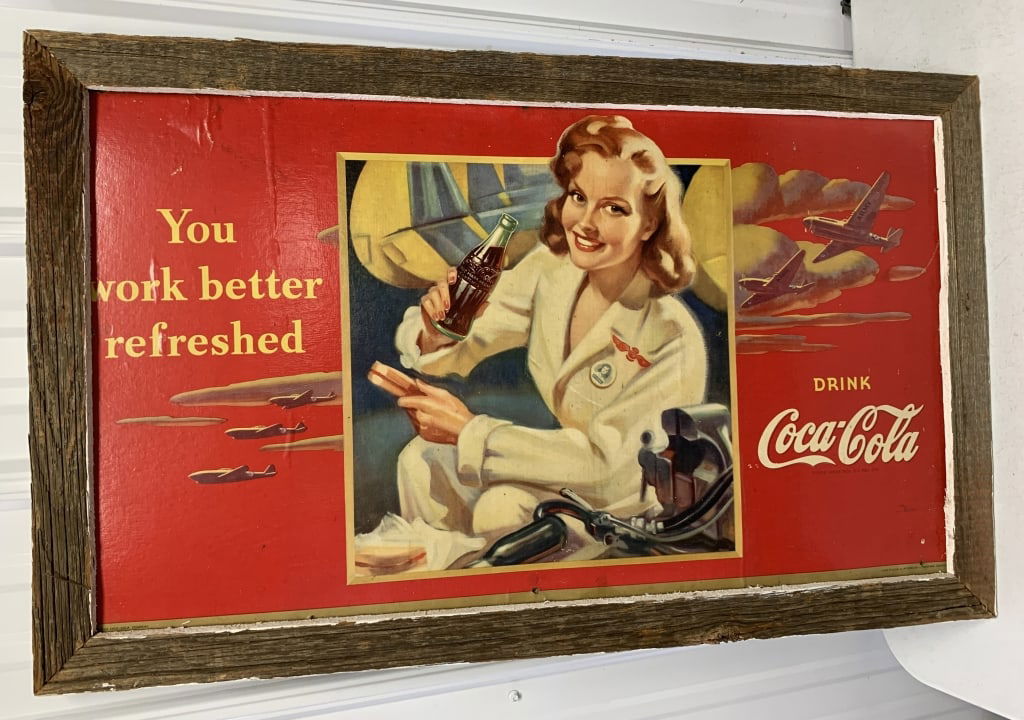 You
work better
refreshed
DRINK
Coca-Cola